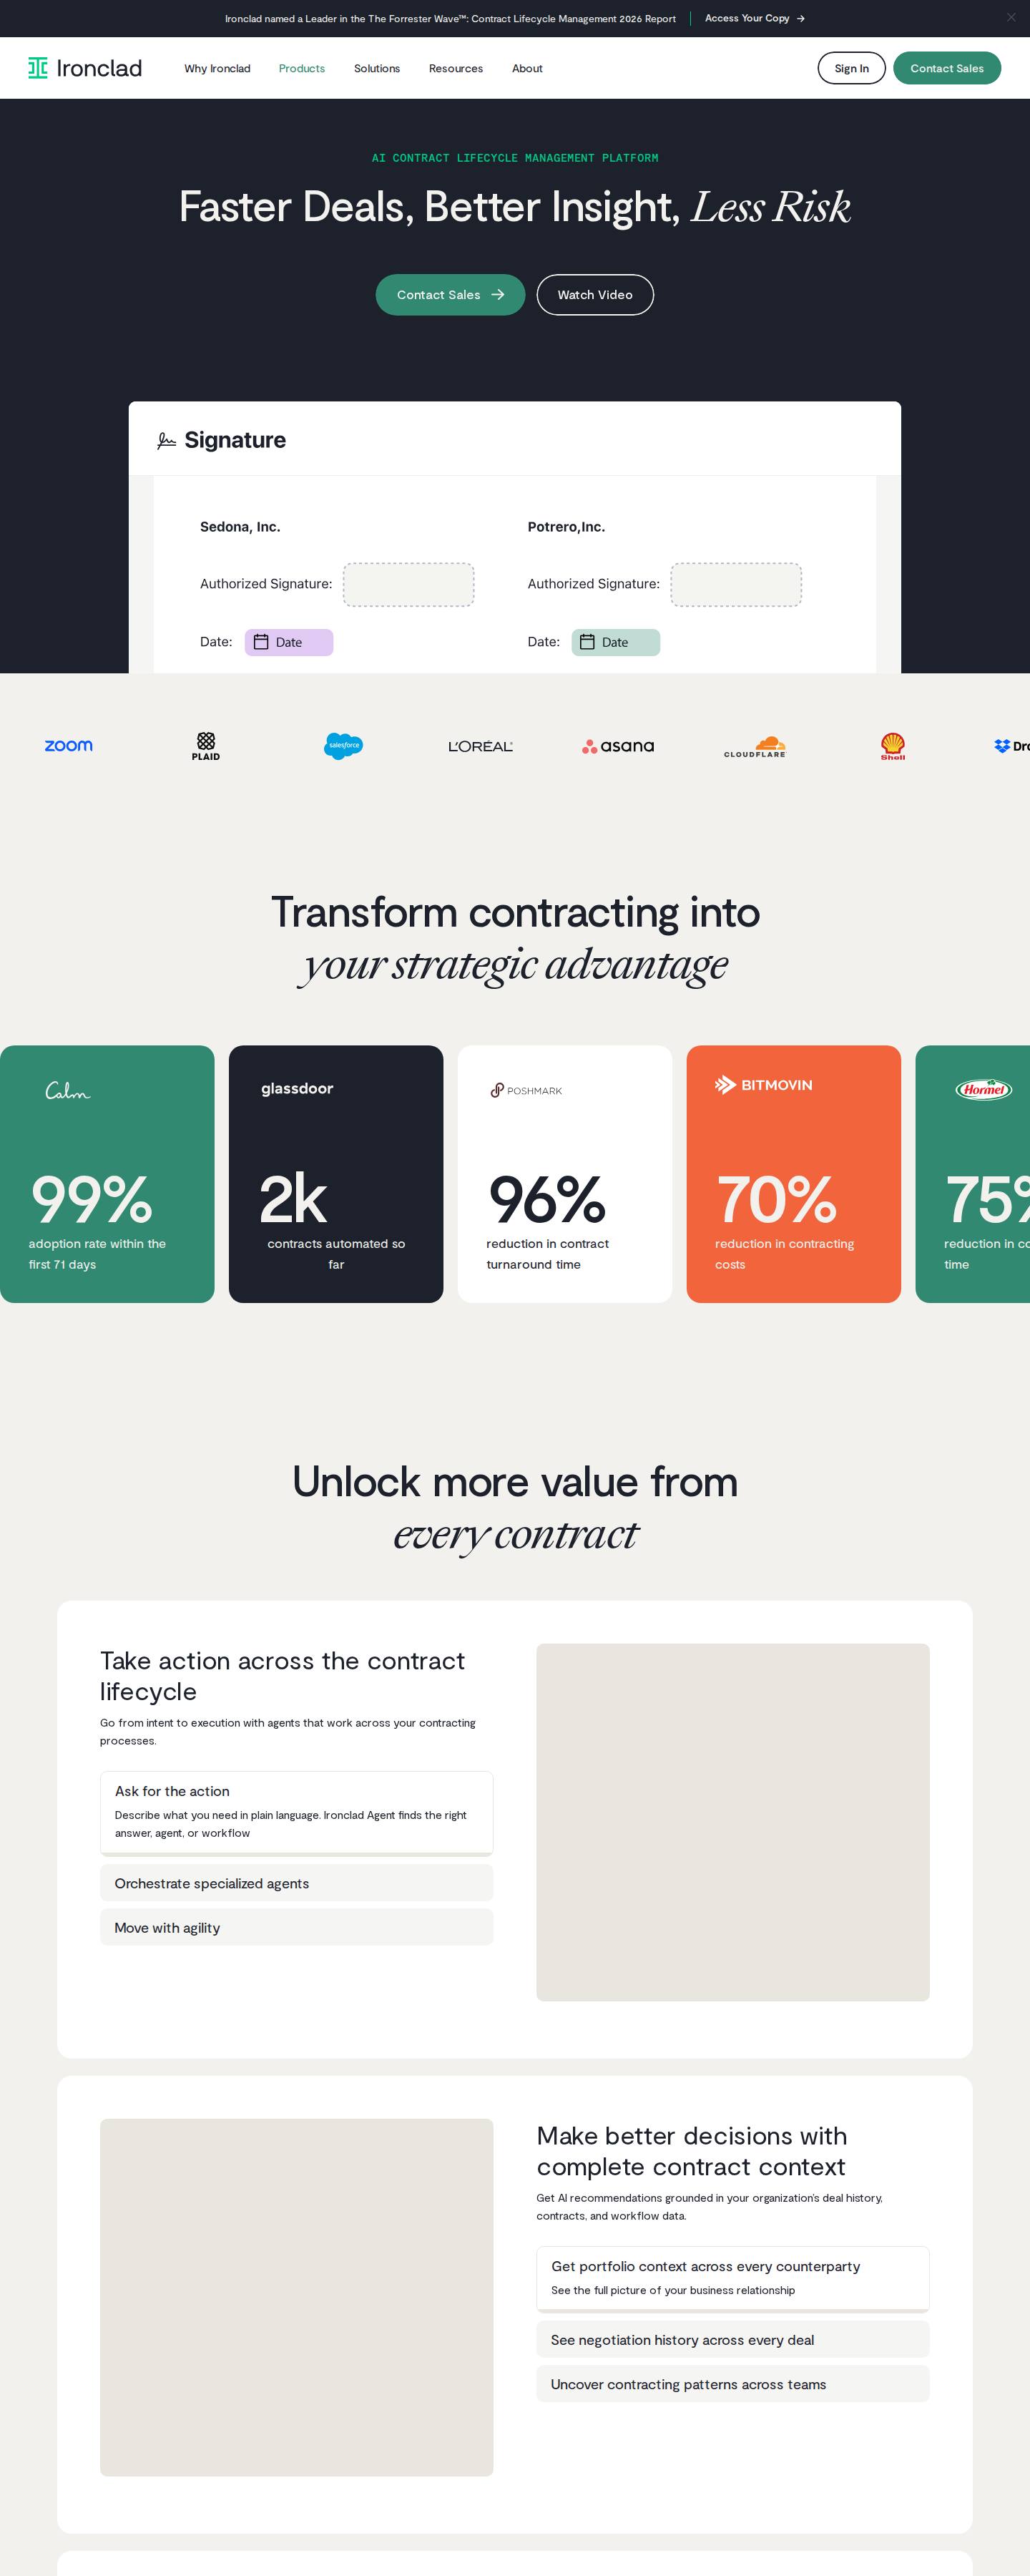 Ironclad named a Leader in the The Forrester Wave™: Contract Lifecycle Management 2026 Report
Access Your Copy →
Ironclad
Why Ironclad
Products
Solutions
Resources
About
Sign In
Contact Sales
AI CONTRACT LIFECYCLE MANAGEMENT PLATFORM
Faster Deals, Better Insight, Less Risk
Contact Sales →
Watch Video
Signature
Sedona, Inc.
Potrero,Inc.
Authorized Signature:
Authorized Signature:
Date: Date
Date: Date
zoom
PLAID
salesforce
L'ORÉAL
asana
CLOUDFLARE
Shell
Dro
Transform contracting into
your strategic advantage
Calm
99%
adoption rate within the
first 71 days
glassdoor
2k
contracts automated so
far
POSHMARK
96%
reduction in contract
turnaround time
BITMOVIN
70%
reduction in contracting
costs
Hormel
75%
reduction in co
time
Unlock more value from
every contract
Take action across the contract
lifecycle
Go from intent to execution with agents that work across your contracting
processes.
Ask for the action
Describe what you need in plain language. Ironclad Agent finds the right
answer, agent, or workflow
Orchestrate specialized agents
Move with agility
Make better decisions with
complete contract context
Get AI recommendations grounded in your organization's deal history,
contracts, and workflow data.
Get portfolio context across every counterparty
See the full picture of your business relationship
See negotiation history across every deal
Uncover contracting patterns across teams